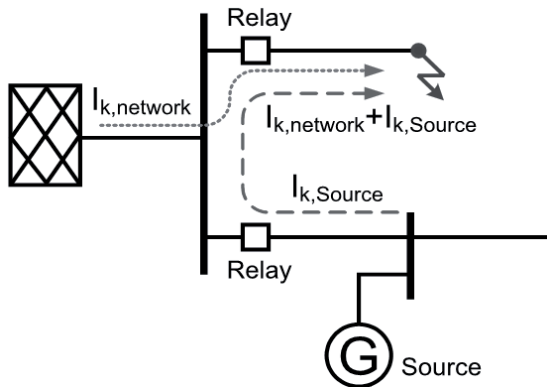 Relay
I_k,network
I_k,network+I_k,Source
I_k,Source
Relay
G
Source